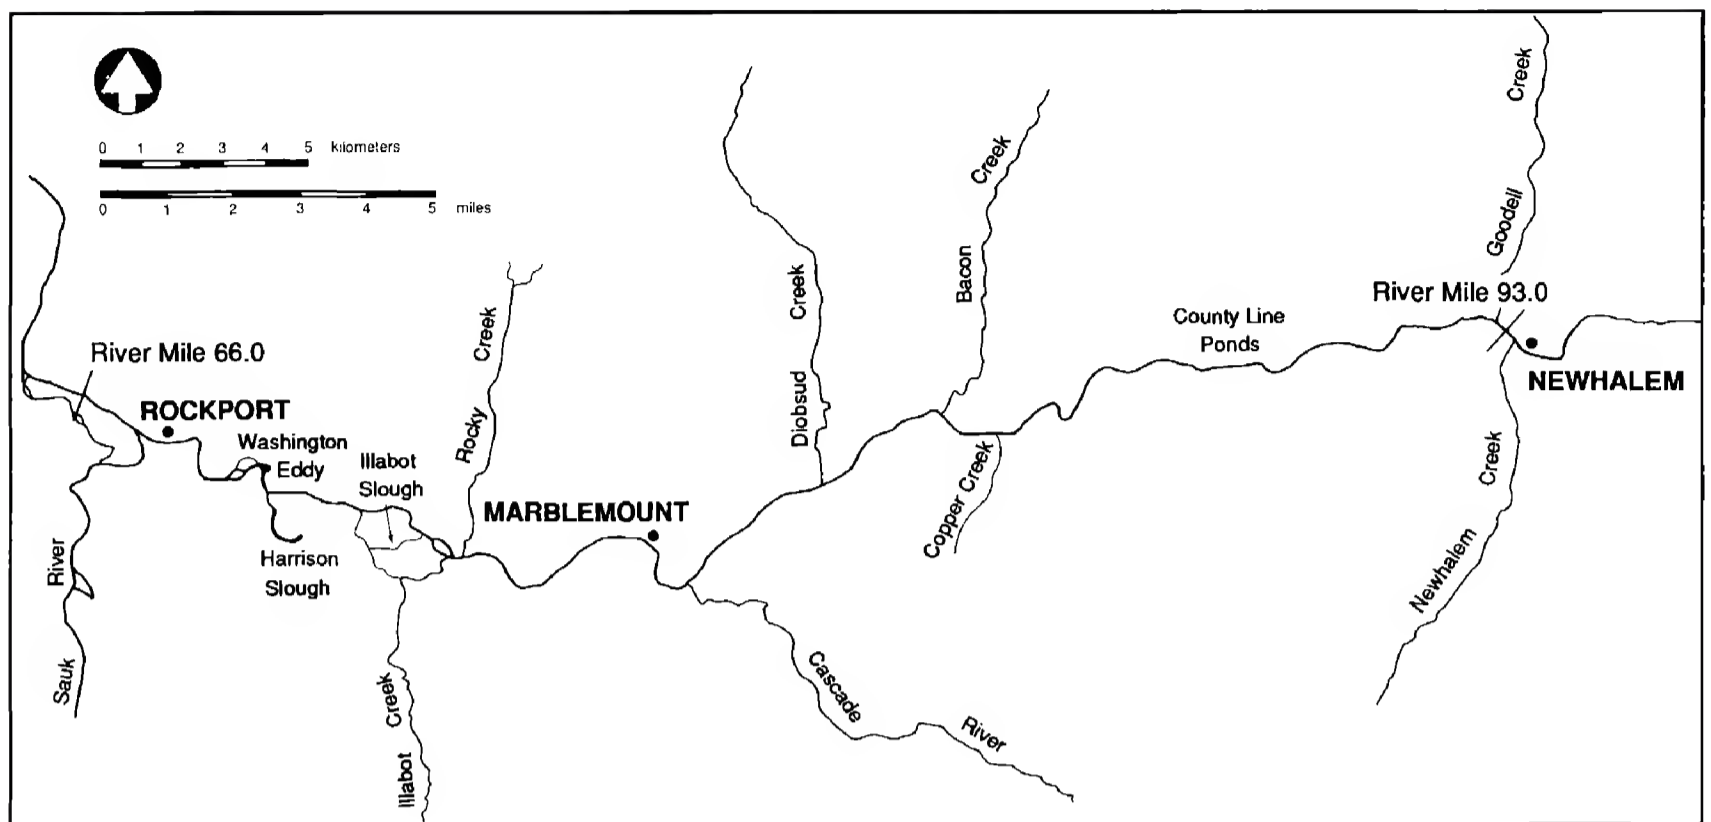 0 1 2 3 4 5 kilometers
0 1 2 3 4 5 miles
River Mile 66.0
ROCKPORT
Washington
Eddy
Illabot
Slough
Harrison
Slough
Sauk River
Rocky Creek
Illabot Creek
MARBLEMOUNT
Diobsud Creek
Bacon Creek
Copper Creek
Cascade River
County Line
Ponds
River Mile 93.0
Goodell Creek
NEWHALEM
Newhalem Creek